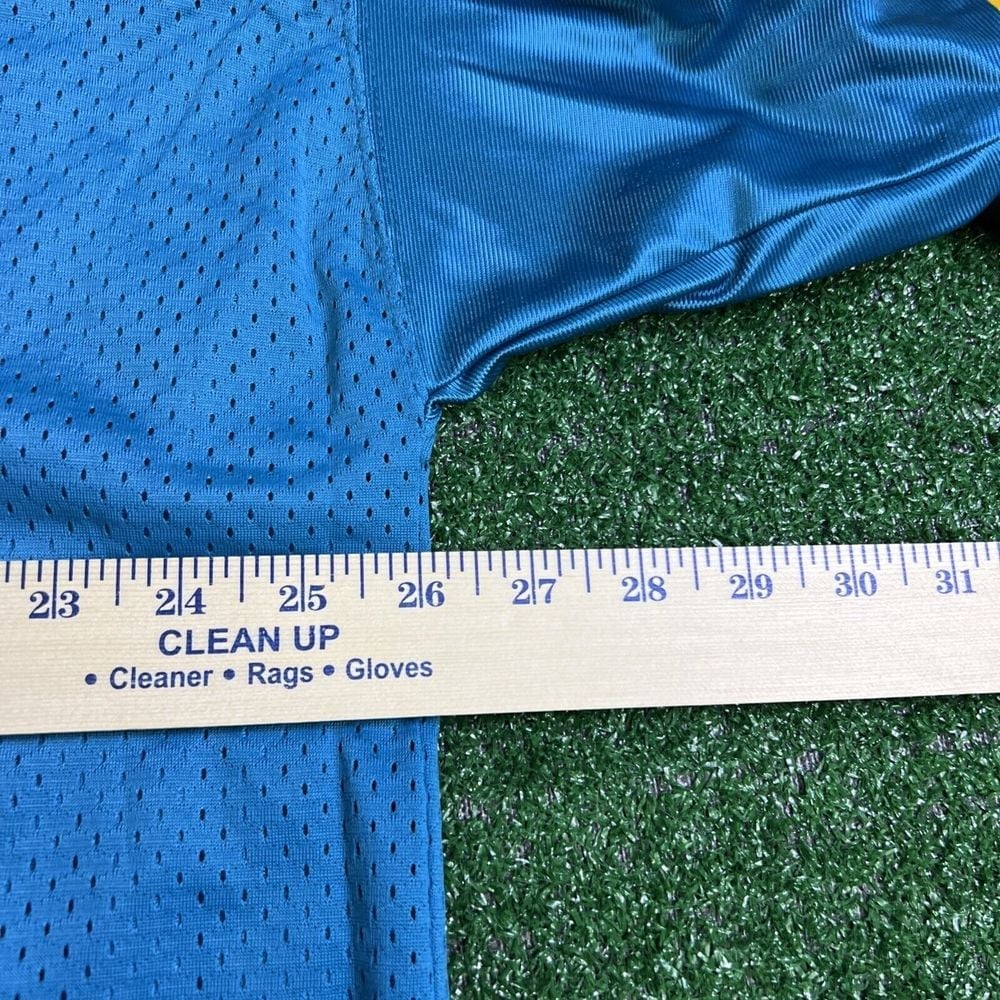 23 24 25 26 27 28 29 30 31
CLEAN UP
• Cleaner • Rags • Gloves